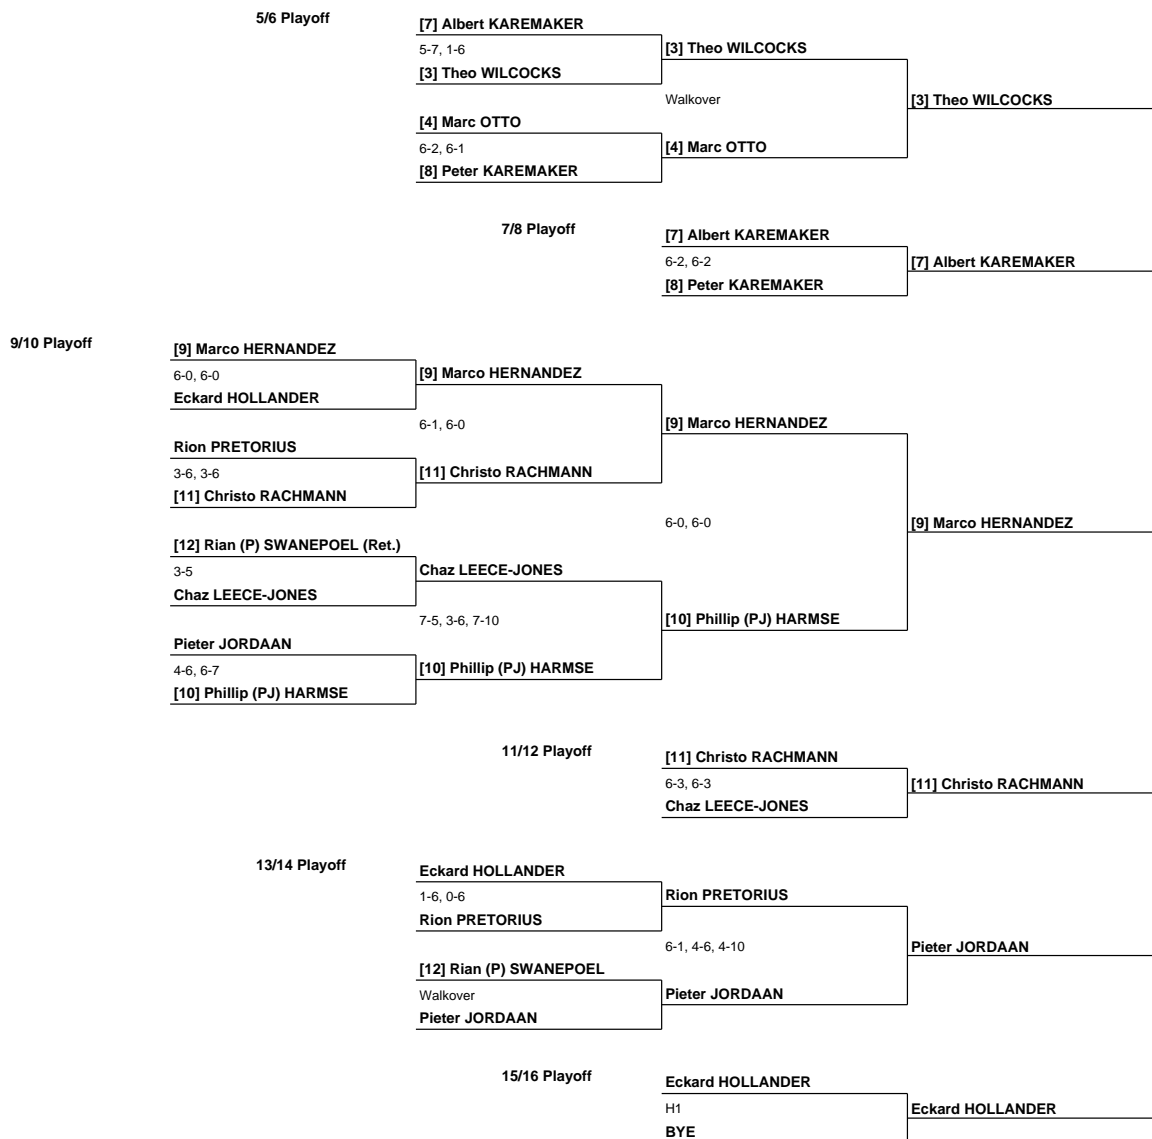 5/6 Playoff
[7] Albert KAREMAKER
5-7, 1-6
[3] Theo WILCOCKS
[3] Theo WILCOCKS
Walkover
[3] Theo WILCOCKS
[4] Marc OTTO
6-2, 6-1
[4] Marc OTTO
[8] Peter KAREMAKER
7/8 Playoff
[7] Albert KAREMAKER
6-2, 6-2
[7] Albert KAREMAKER
[8] Peter KAREMAKER
9/10 Playoff
[9] Marco HERNANDEZ
6-0, 6-0
[9] Marco HERNANDEZ
Eckard HOLLANDER
6-1, 6-0
[9] Marco HERNANDEZ
Rion PRETORIUS
3-6, 3-6
[11] Christo RACHMANN
[11] Christo RACHMANN
6-0, 6-0
[9] Marco HERNANDEZ
[12] Rian (P) SWANEPOEL (Ret.)
3-5
Chaz LEECE-JONES
Chaz LEECE-JONES
7-5, 3-6, 7-10
[10] Phillip (PJ) HARMSE
Pieter JORDAAN
4-6, 6-7
[10] Phillip (PJ) HARMSE
[10] Phillip (PJ) HARMSE
11/12 Playoff
[11] Christo RACHMANN
6-3, 6-3
[11] Christo RACHMANN
Chaz LEECE-JONES
13/14 Playoff
Eckard HOLLANDER
1-6, 0-6
Rion PRETORIUS
Rion PRETORIUS
6-1, 4-6, 4-10
Pieter JORDAAN
[12] Rian (P) SWANEPOEL
Walkover
Pieter JORDAAN
Pieter JORDAAN
15/16 Playoff
Eckard HOLLANDER
H1
Eckard HOLLANDER
BYE